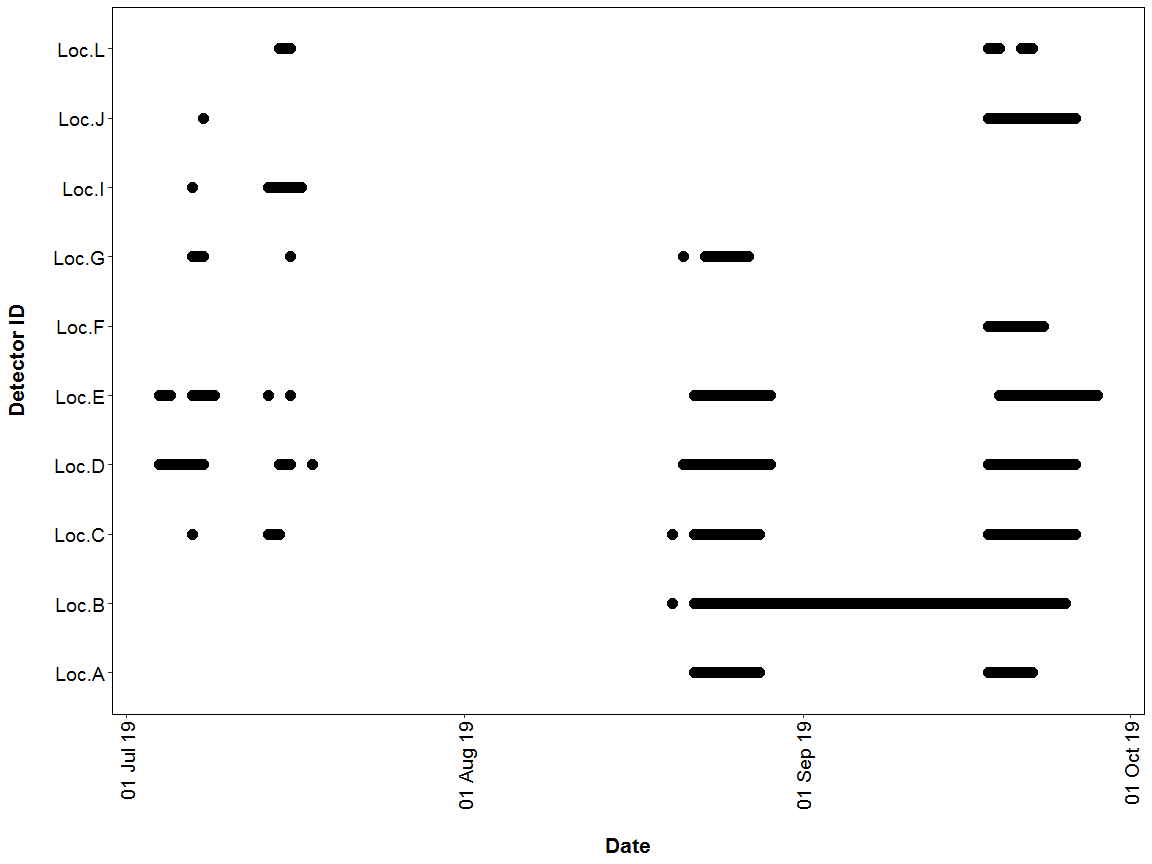 Loc.L
Loc.J
Loc.I
Loc.G
Loc.F
Loc.E
Loc.D
Loc.C
Loc.B
Loc.A
Detector ID
01 Jul 19
01 Aug 19
01 Sep 19
01 Oct 19
Date